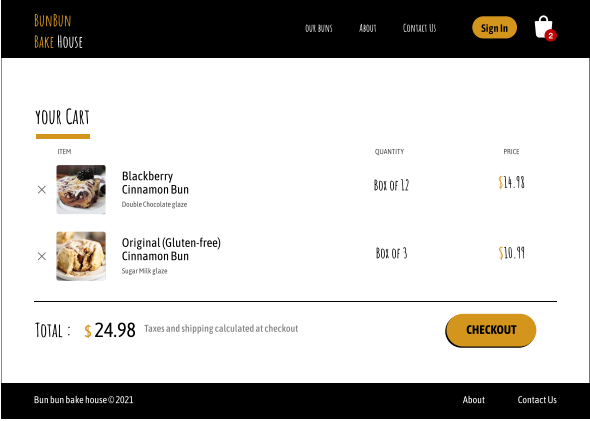 BunBun
Bake House
our buns About Contact Us Sign In 2
your Cart
ITEM QUANTITY PRICE
Blackberry
Cinnamon Bun
Double Chocolate glaze
Box of 12 $14.98
Original (Gluten-free)
Cinnamon Bun
Sugar Milk glaze
Box of 3 $10.99
Total : $ 24.98 Taxes and shipping calculated at checkout CHECKOUT
Bun bun bake house © 2021 About Contact Us